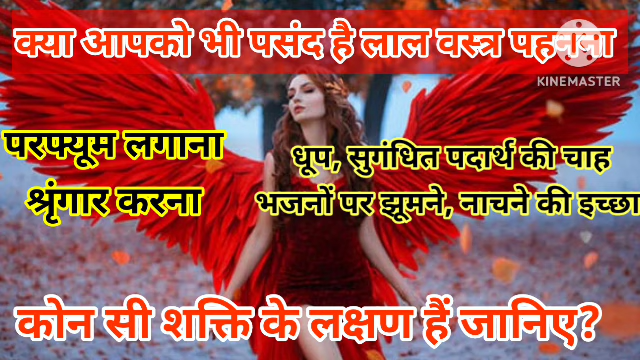 क्या आपको भी पसंद है लाल वस्त्र पहनना
KINEMASTER
परफ्यूम लगाना
श्रृंगार करना
धूप, सुगंधित पदार्थ की चाह
भजनों पर झूमने, नाचने की इच्छा
कोन सी शक्ति के लक्षण हैं जानिए?